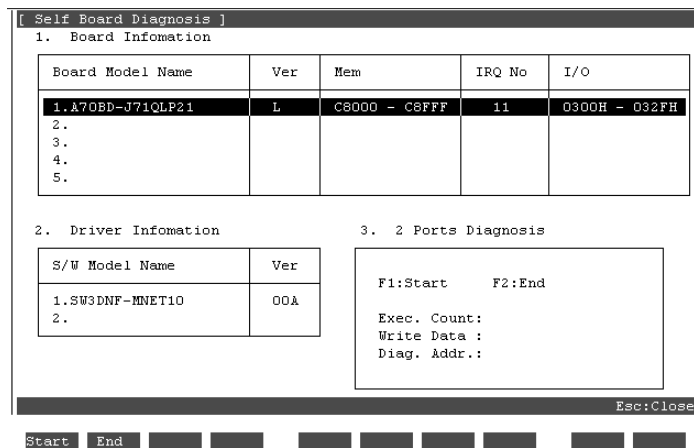 [ Self Board Diagnosis ]
1. Board Infomation
Board Model Name Ver Mem IRQ No I/O
1.A70BD-J71QLP21 L C8000 - C8FFF 11 0300H - 032FH
2.
3.
4.
5.
2. Driver Infomation
S/W Model Name Ver
1.SW3DNF-MNET10 00A
2.
3. 2 Ports Diagnosis
F1:Start F2:End
Exec. Count:
Write Data :
Diag. Addr.:
Esc:Close
Start End